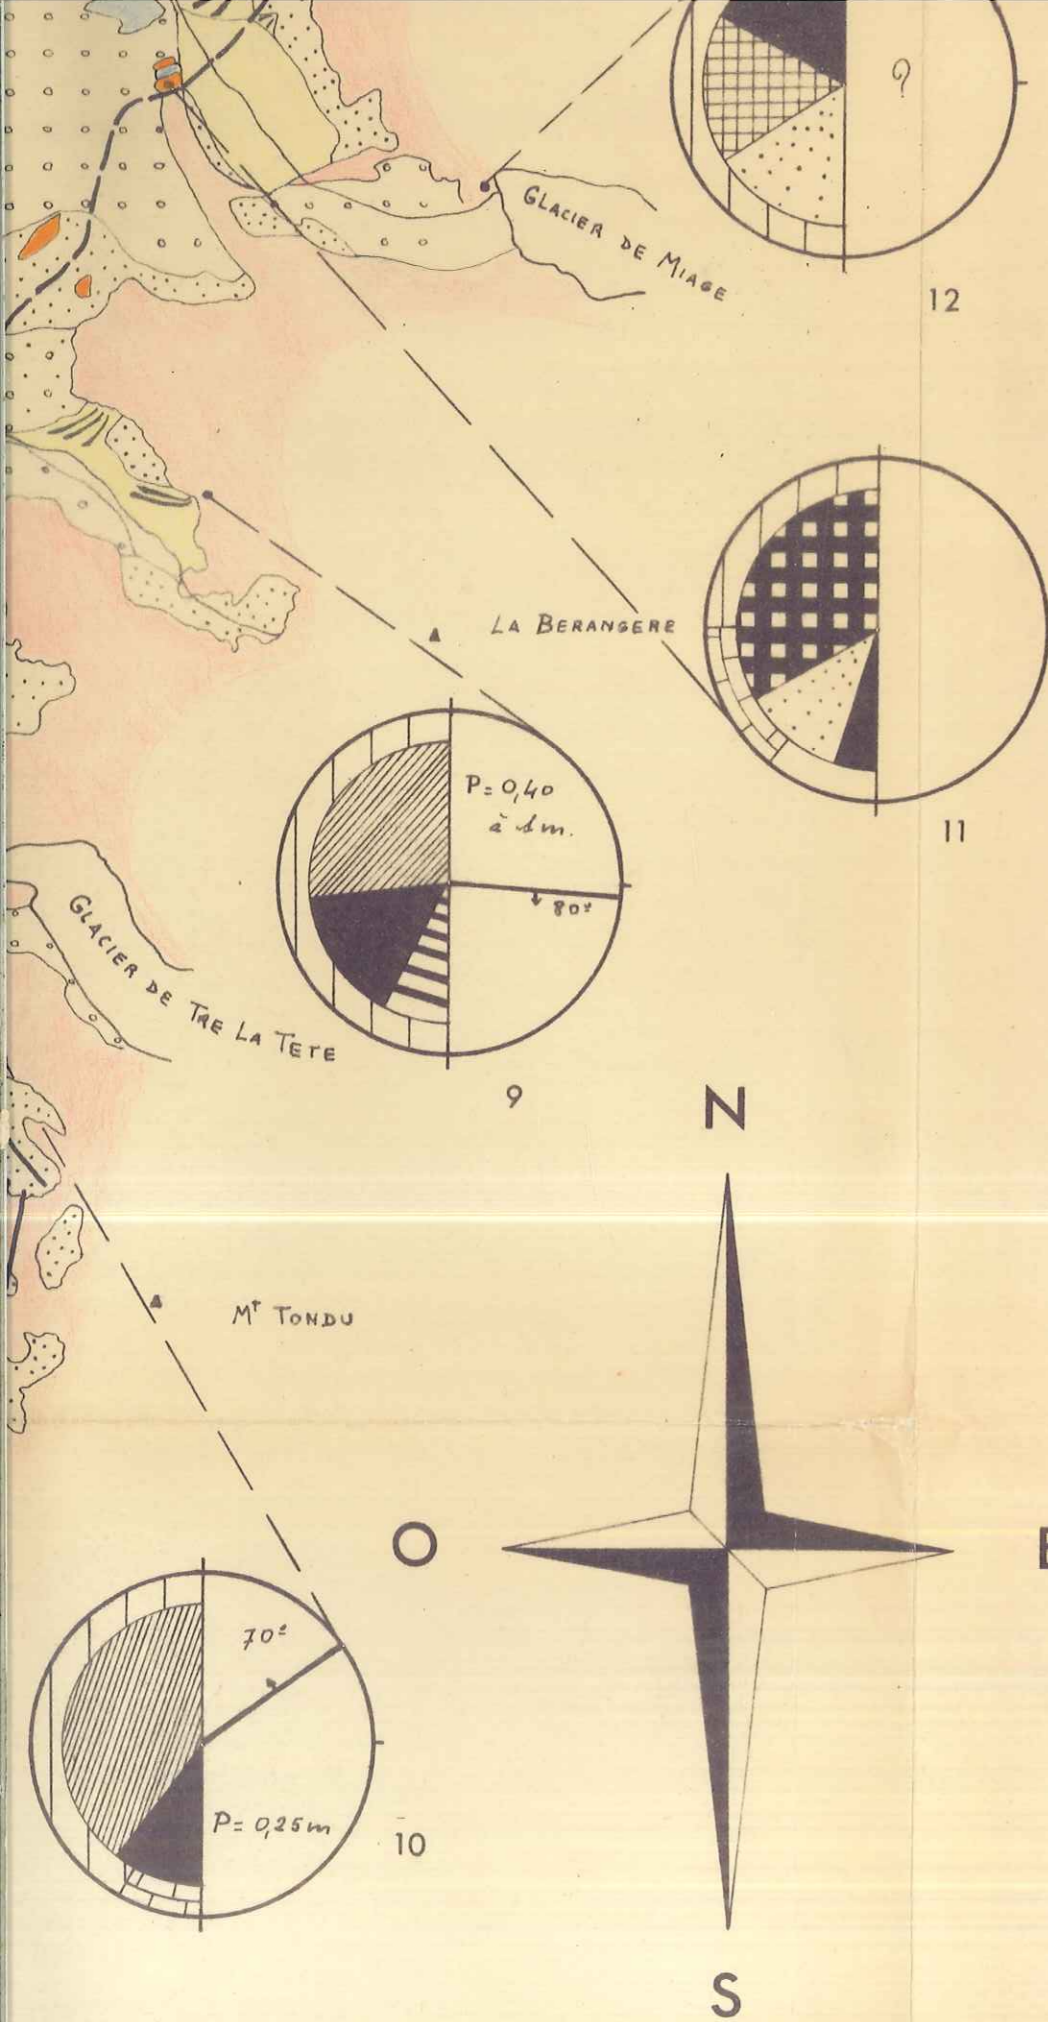 ?
GLACIER DE MIAGE
12
LA BERANGERE
P=0,40
à 1m.
80°
11
GLACIER DE TRE LA TETE
9
N
Mt TONDU
O
E
70°
P=0,25m
10
S